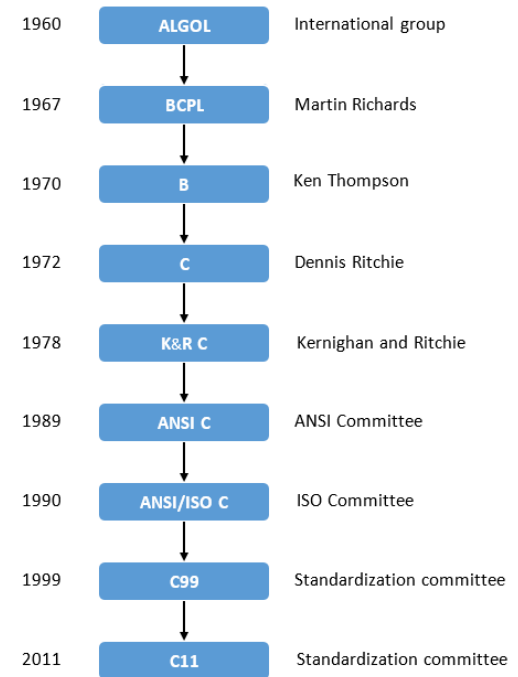 1960 ALGOL International group
1967 BCPL Martin Richards
1970 B Ken Thompson
1972 C Dennis Ritchie
1978 K&R C Kernighan and Ritchie
1989 ANSI C ANSI Committee
1990 ANSI/ISO C ISO Committee
1999 C99 Standardization committee
2011 C11 Standardization committee